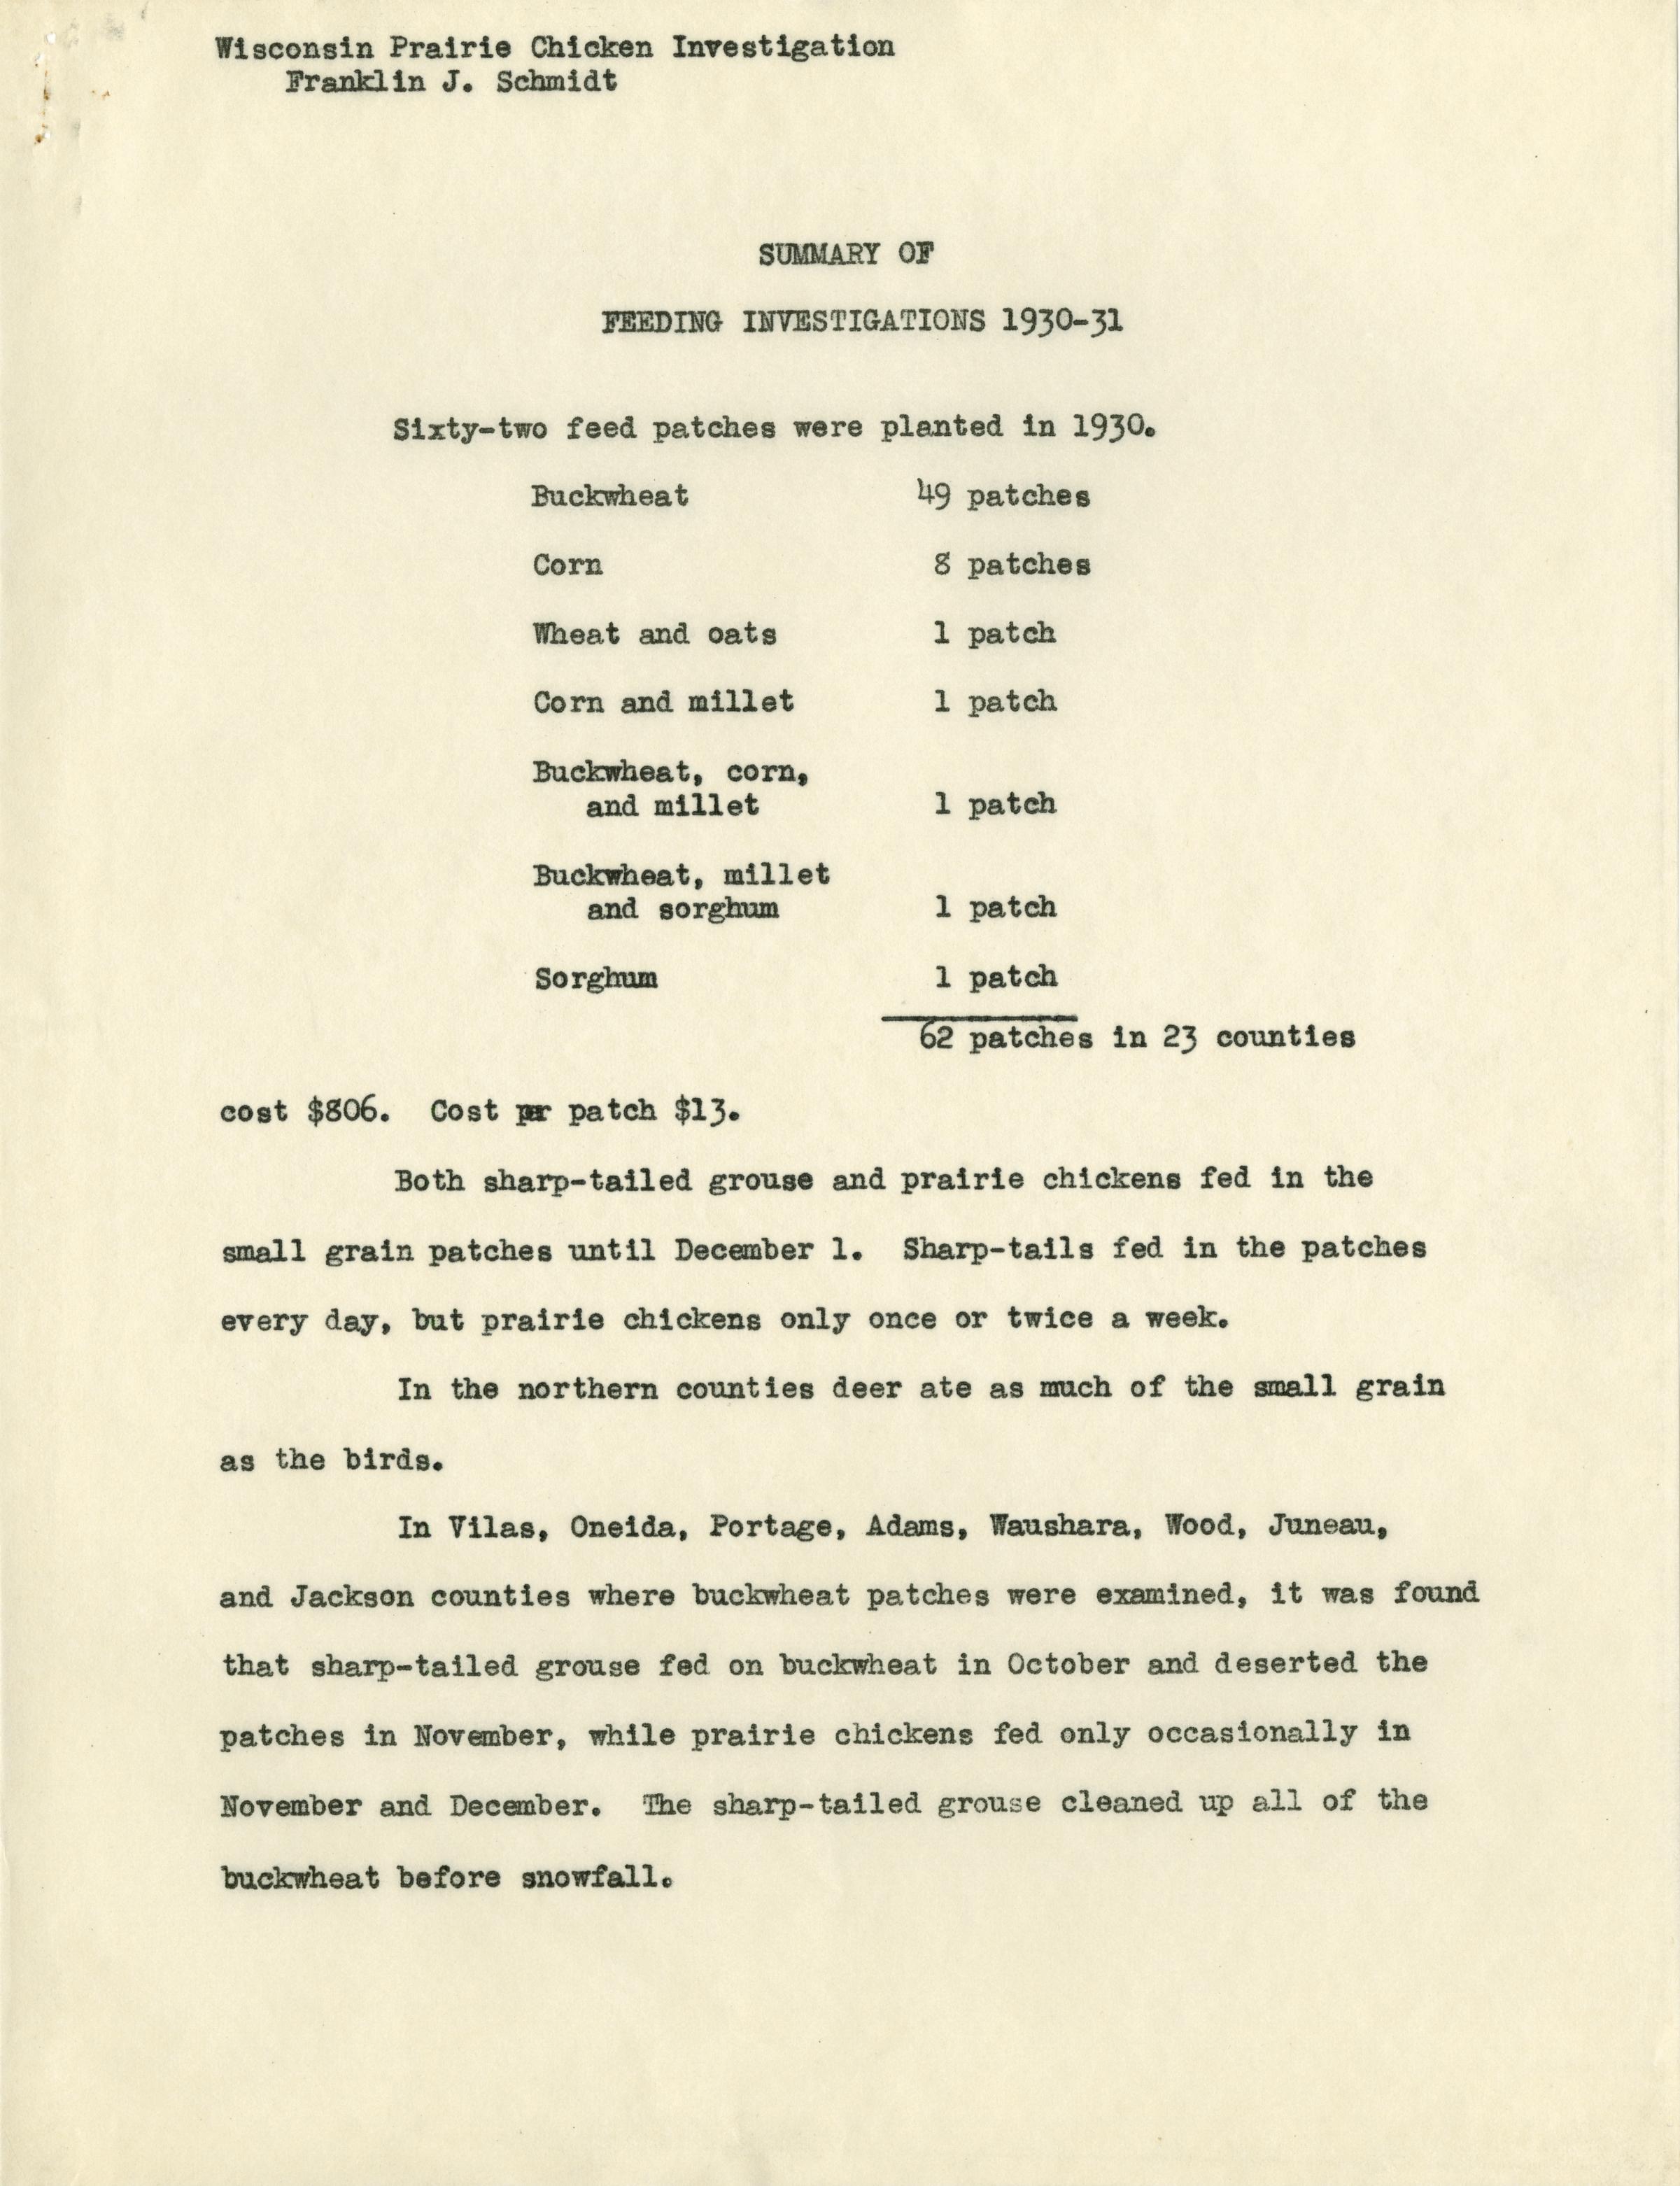 Wisconsin Prairie Chicken Investigation
Franklin J. Schmidt
SUMMARY OF
FEEDING INVESTIGATIONS 1930-31
Sixty-two feed patches were planted in 1930.
Buckwheat 49 patches
Corn 8 patches
Wheat and oats 1 patch
Corn and millet 1 patch
Buckwheat, corn,
and millet 1 patch
Buckwheat, millet
and sorghum 1 patch
Sorghum 1 patch
62 patches in 23 counties
cost $806. Cost per patch $13.
Both sharp-tailed grouse and prairie chickens fed in the
small grain patches until December 1. Sharp-tails fed in the patches
every day, but prairie chickens only once or twice a week.
In the northern counties deer ate as much of the small grain
as the birds.
In Vilas, Oneida, Portage, Adams, Waushara, Wood, Juneau,
and Jackson counties where buckwheat patches were examined, it was found
that sharp-tailed grouse fed on buckwheat in October and deserted the
patches in November, while prairie chickens fed only occasionally in
November and December. The sharp-tailed grouse cleaned up all of the
buckwheat before snowfall.